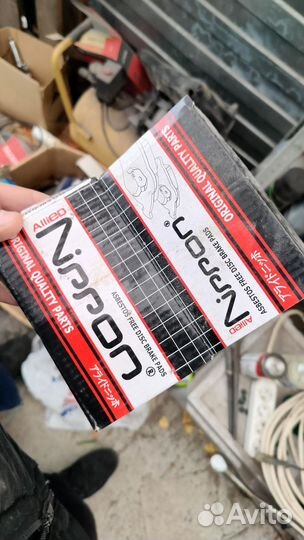 ORIGINAL QUALITY PARTS
ALLIED
NIPPON®
ASBESTOS FREE DISC BRAKE PADS
アライドニッポン
ALLIED
NIPPON®
ORIGINAL QUALITY PARTS
ASBESTOS FREE DISC BRAKE PADS
アライドニッポ
Avito